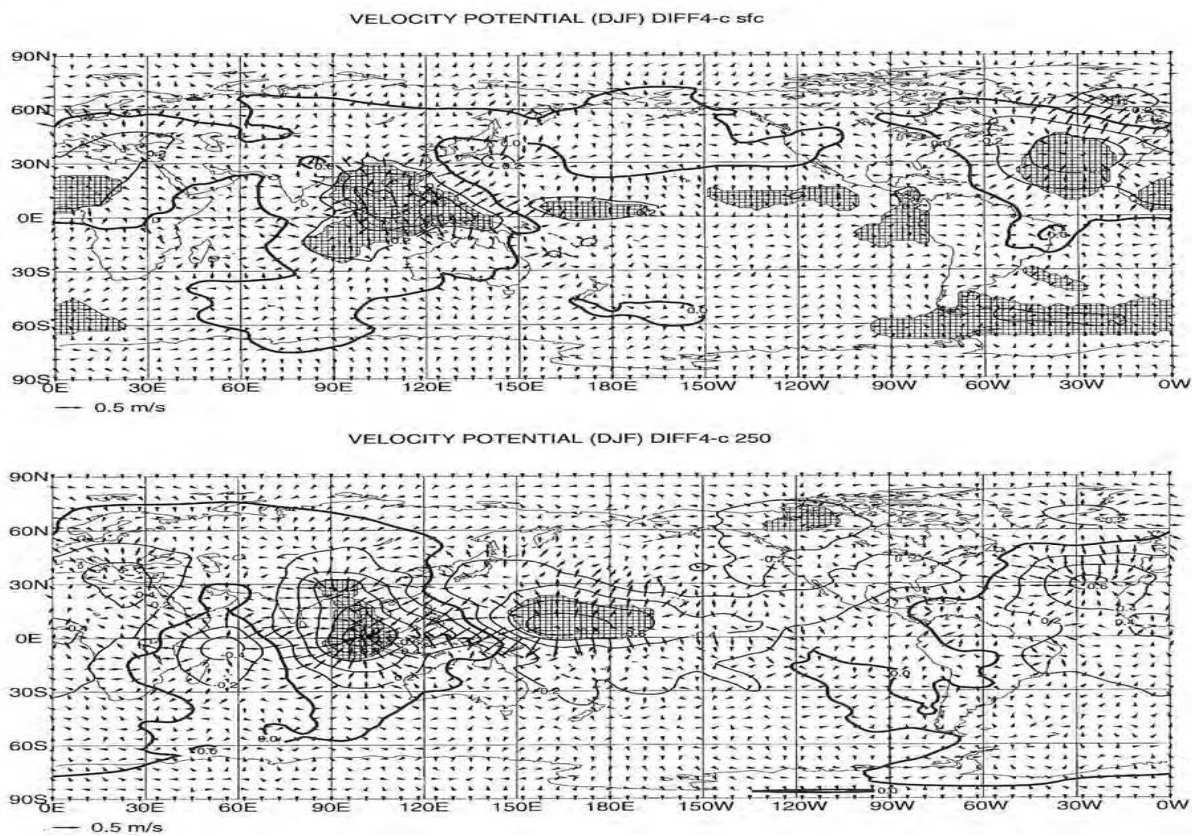 VELOCITY POTENTIAL (DJF) DIFF4-c sfc
90N
60N
30N
0E
30S
60S
90S
0E 30E 60E 90E 120E 150E 180E 150W 120W 90W 60W 30W 0W
0.5 m/s
VELOCITY POTENTIAL (DJF) DIFF4-c 250
90N
60N
30N
0E
30S
60S
90S
0E 30E 60E 90E 120E 150E 180E 150W 120W 90W 60W 30W 0W
0.5 m/s